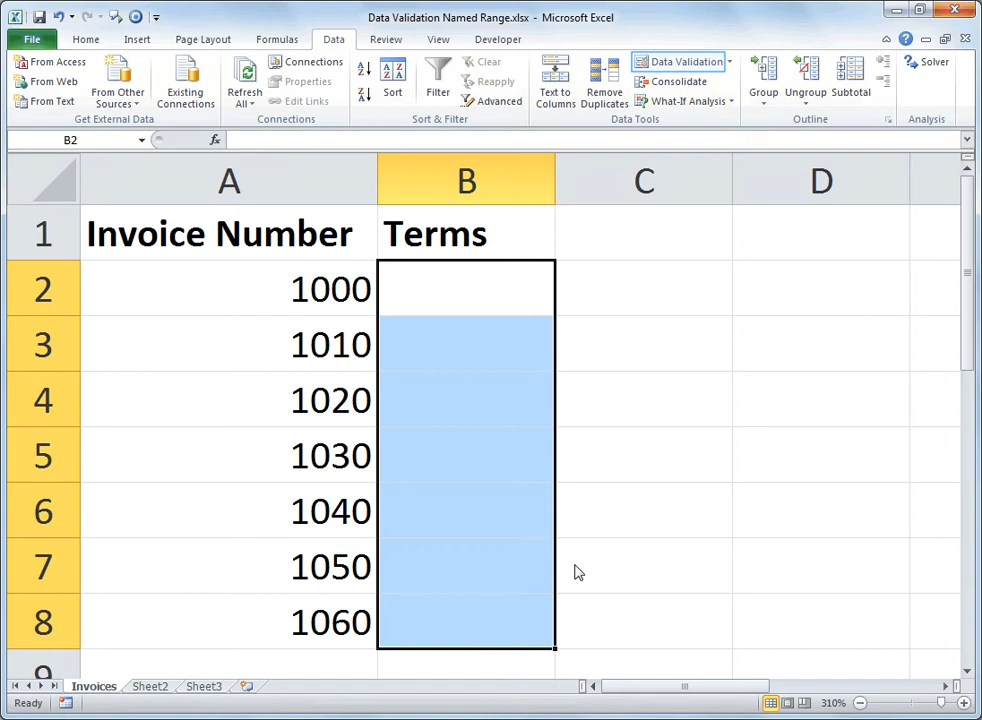 Data Validation Named Range.xlsx - Microsoft Excel
File Home Insert Page Layout Formulas Data Review View Developer
From Access
From Web
From Text
From Other Sources
Existing Connections
Get External Data
Refresh All
Connections
Properties
Edit Links
Connections
Sort
Filter
Clear
Reapply
Advanced
Sort & Filter
Text to Columns
Remove Duplicates
Data Validation
Consolidate
What-If Analysis
Data Tools
Group
Ungroup
Subtotal
Outline
Solver
Analysis
B2 fx
A B C D
1 Invoice Number Terms
2 1000
3 1010
4 1020
5 1030
6 1040
7 1050
8 1060
9
Invoices Sheet2 Sheet3
Ready 310%